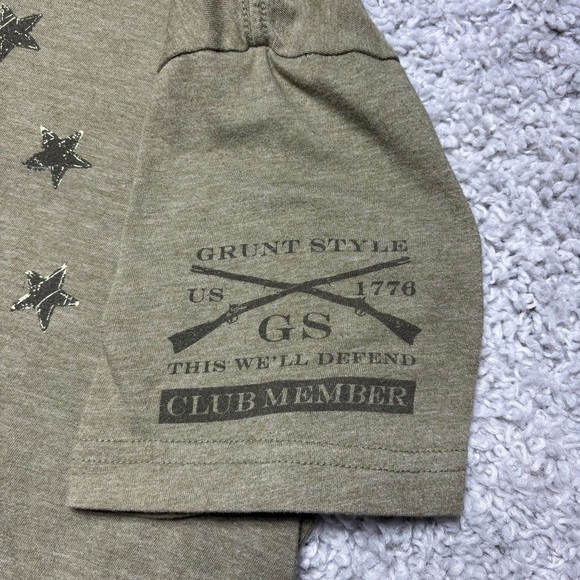 GRUNT STYLE
US 1776
GS
THIS WE'LL DEFEND
CLUB MEMBER